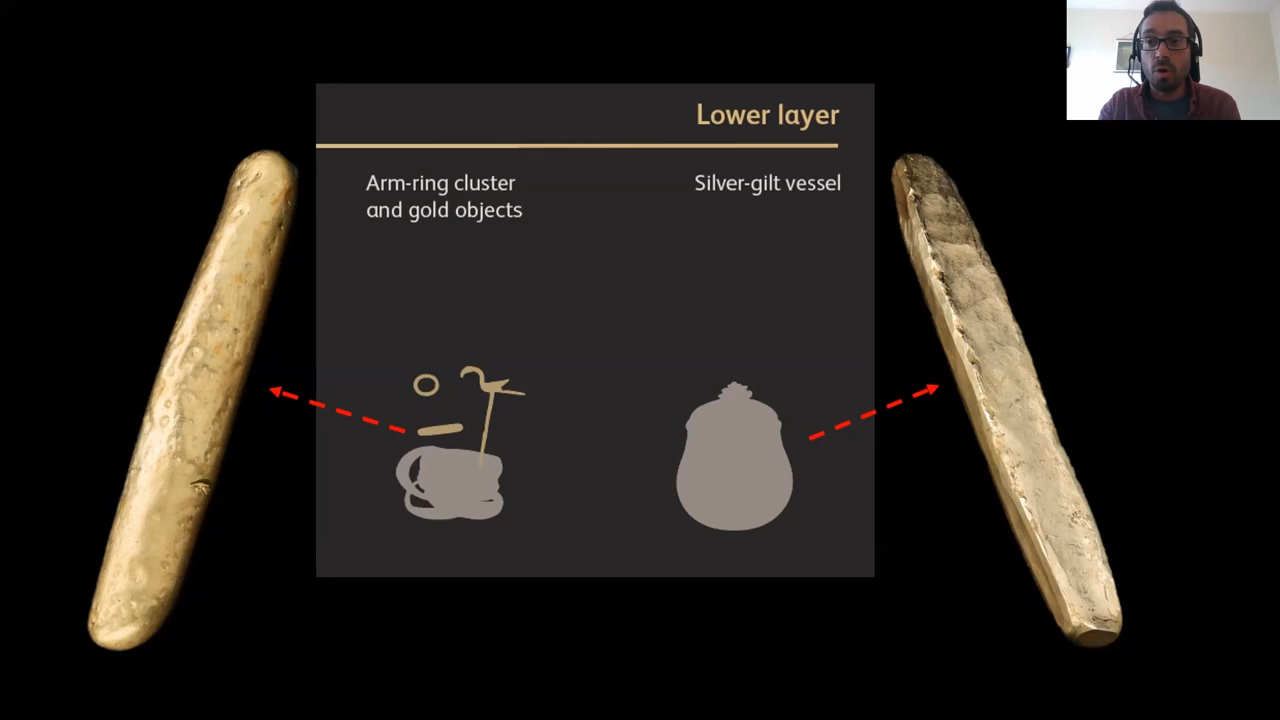 Lower layer
Arm-ring cluster
and gold objects
Silver-gilt vessel